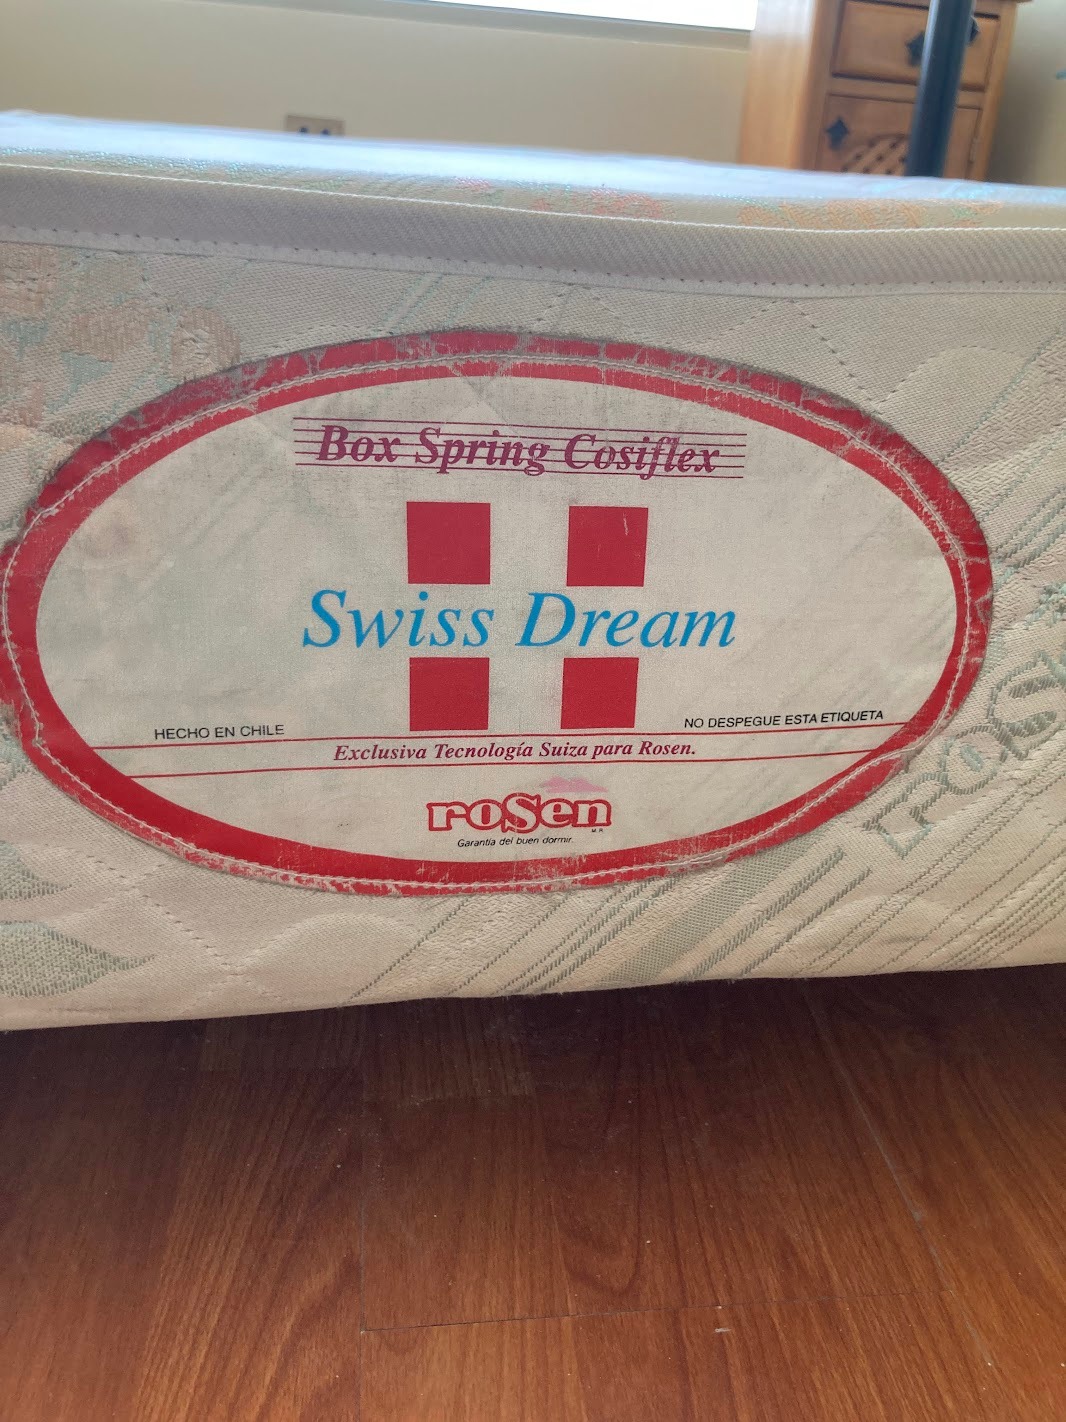 Box Spring Cosiflex
Swiss Dream
HECHO EN CHILE
NO DESPEGUE ESTA ETIQUETA
Exclusiva Tecnología Suiza para Rosen.
roSen
M.R.
Garantía del buen dormir.
rosen